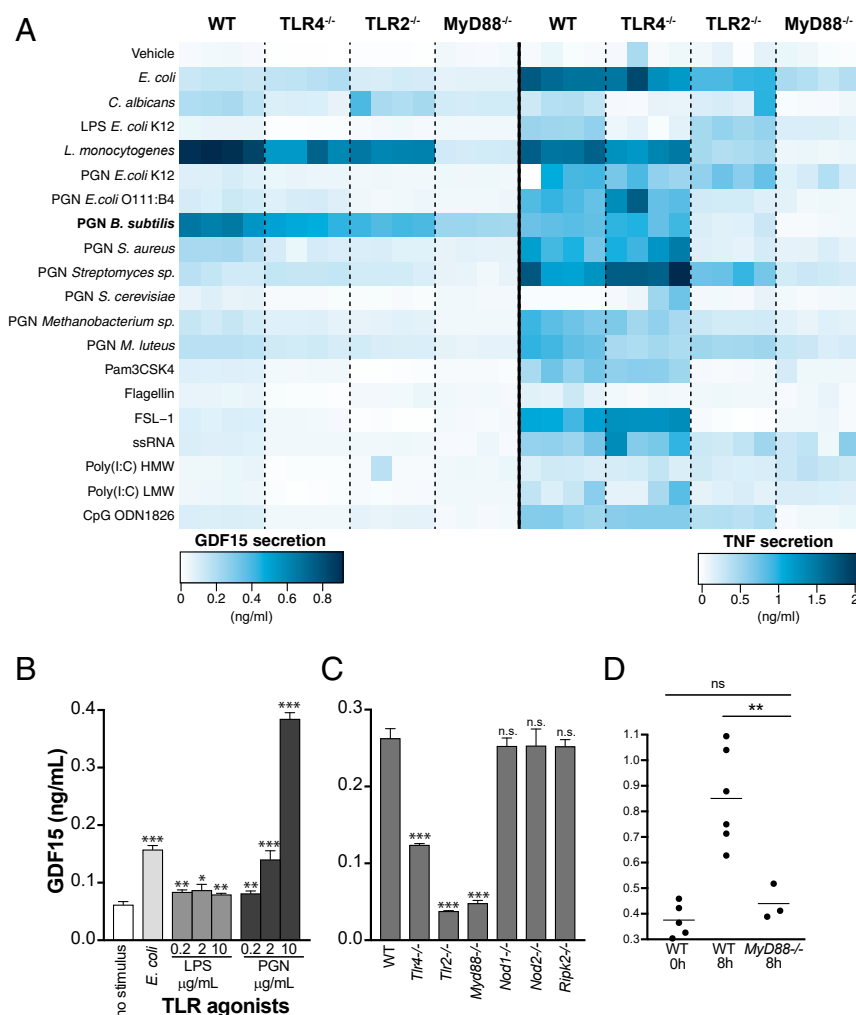 A
WT TLR4-/- TLR2-/- MyD88-/- WT TLR4-/- TLR2-/- MyD88-/-
Vehicle
E. coli
C. albicans
LPS E. coli K12
L. monocytogenes
PGN E.coli K12
PGN E.coli O111:B4
PGN B. subtilis
PGN S. aureus
PGN Streptomyces sp.
PGN S. cerevisiae
PGN Methanobacterium sp.
PGN M. luteus
Pam3CSK4
Flagellin
FSL-1
ssRNA
Poly(I:C) HMW
Poly(I:C) LMW
CpG ODN1826
GDF15 secretion
0 0.2 0.4 0.6 0.8
(ng/ml)
TNF secretion
0 0.5 1 1.5 2
(ng/ml)
B
GDF15 (ng/mL)
0.4
0.3
0.2
0.1
0.0
***
**
*
**
**
***
***
no stimulus
E. coli
0.2 2 10
LPS
μg/mL
0.2 2 10
PGN
μg/mL
TLR agonists
C
0.3
0.2
0.1
0.0
***
***
***
n.s.
n.s.
n.s.
WT
Tlr4-/-
Tlr2-/-
Myd88-/-
Nod1-/-
Nod2-/-
Ripk2-/-
D
ns
**
1.1
1.0
0.9
0.8
0.7
0.6
0.5
0.4
0.3
WT WT MyD88-/-
0h 8h 8h